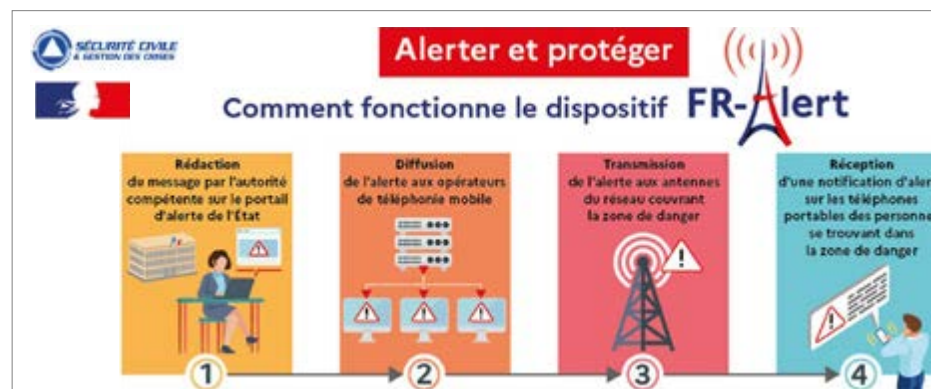 SÉCURITÉ CIVILE
& GESTION DES CRISES
Alerter et protéger
Comment fonctionne le dispositif FR-Alert
Rédaction
du message par l'autorité
compétente sur le portail
d'alerte de l'État
1
Diffusion
de l'alerte aux opérateurs
de téléphonie mobile
2
Transmission
de l'alerte aux antennes
du réseau couvrant
la zone de danger
3
Réception
d'une notification d'aler
sur les téléphones
portables des personne
se trouvant dans
la zone de danger
4